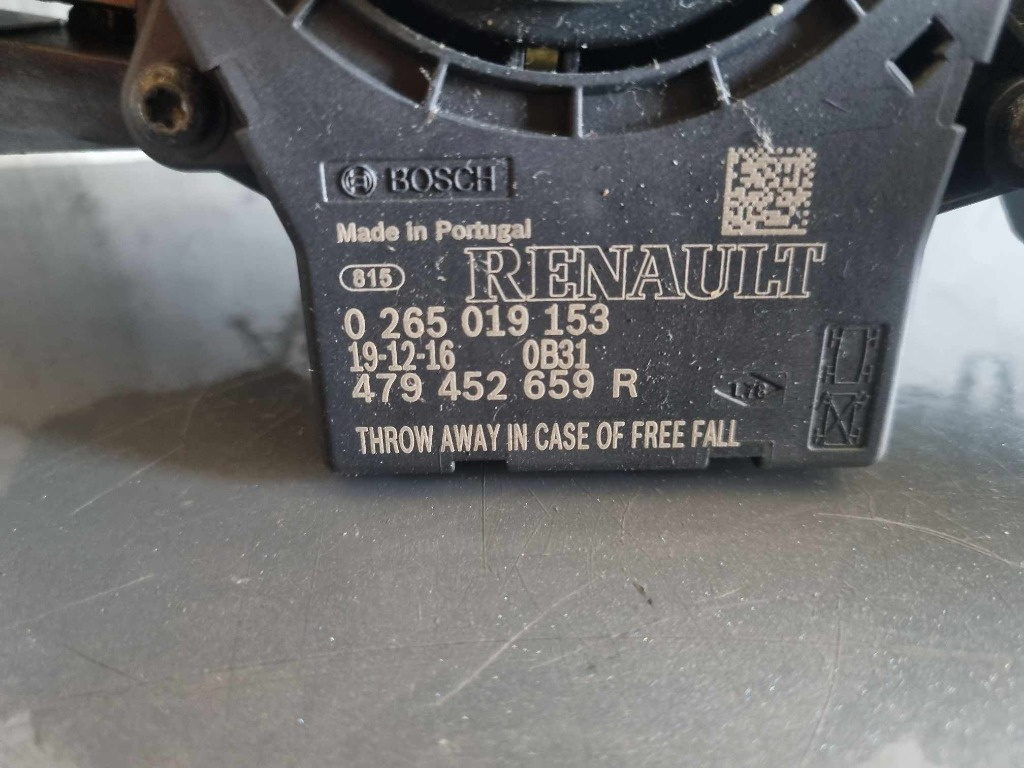 BOSCH
Made in Portugal
815
RENAULT
0 265 019 153
19-12-16 0B31
479 452 659 R
THROW AWAY IN CASE OF FREE FALL